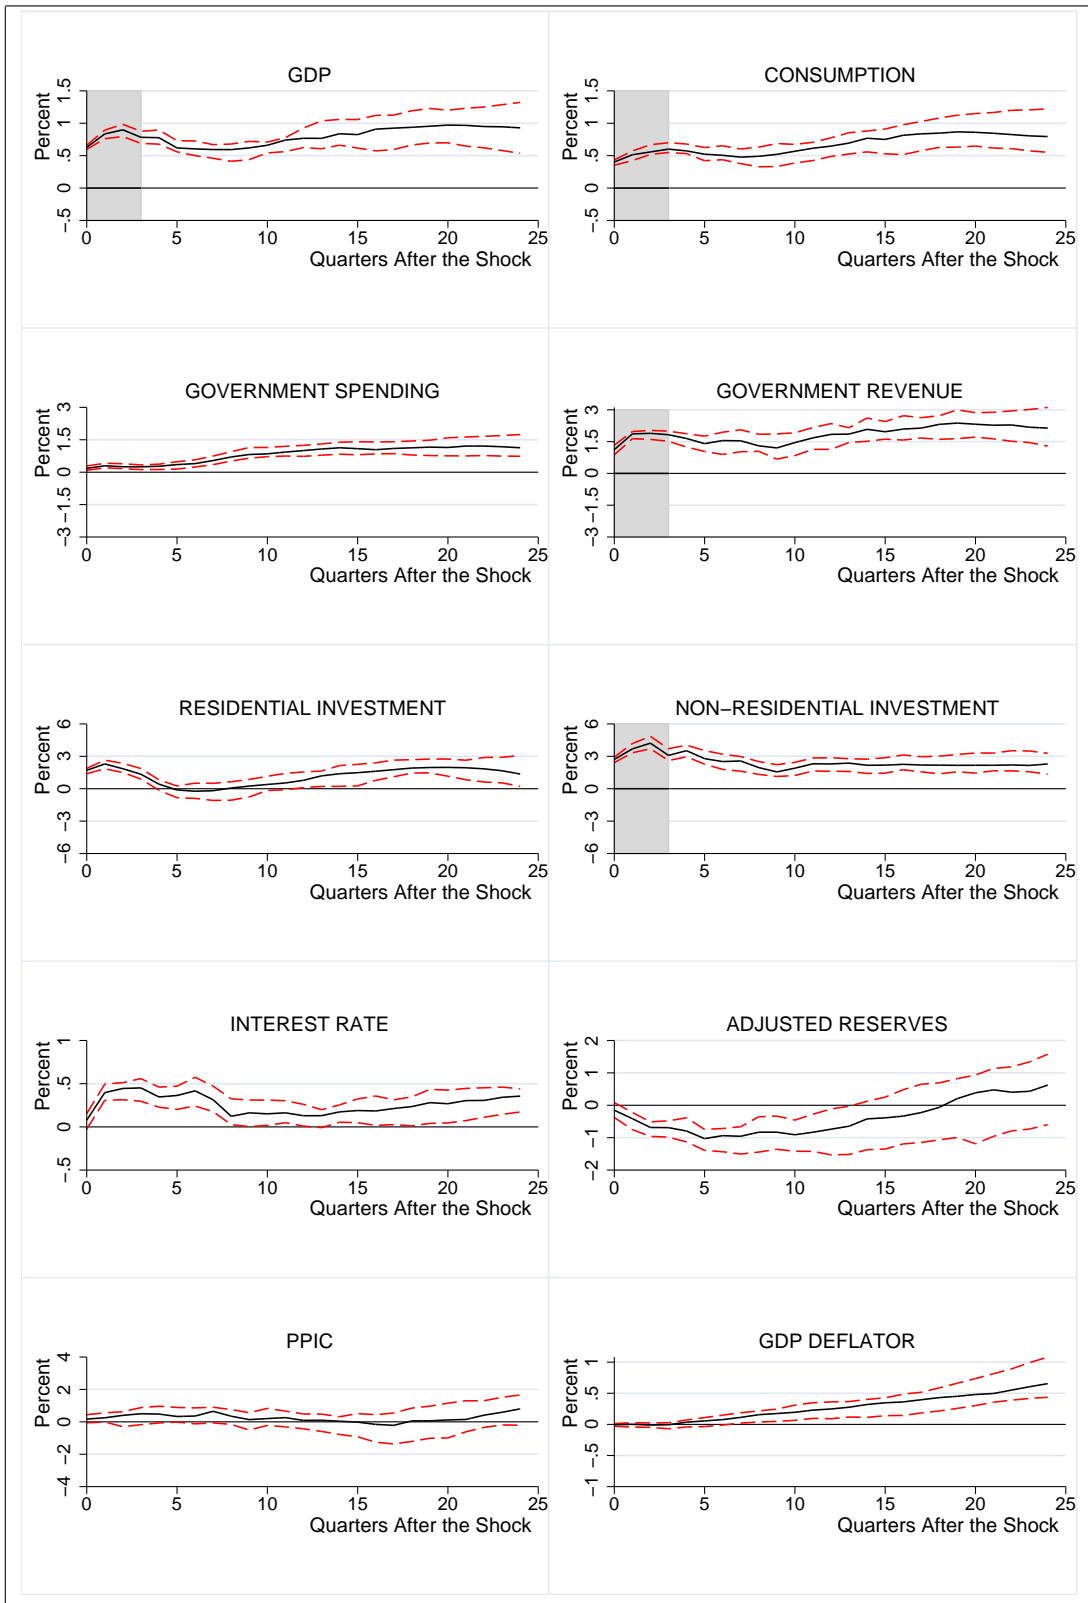 GDP
Percent
1.5
1
.5
0
-.5
0 5 10 15 20 25
Quarters After the Shock
CONSUMPTION
Percent
1.5
1
.5
0
-.5
0 5 10 15 20 25
Quarters After the Shock
GOVERNMENT SPENDING
Percent
3
1.5
0
-1.5
-3
0 5 10 15 20 25
Quarters After the Shock
GOVERNMENT REVENUE
Percent
3
1.5
0
-1.5
-3
0 5 10 15 20 25
Quarters After the Shock
RESIDENTIAL INVESTMENT
Percent
6
3
0
-3
-6
0 5 10 15 20 25
Quarters After the Shock
NON-RESIDENTIAL INVESTMENT
Percent
6
3
0
-3
-6
0 5 10 15 20 25
Quarters After the Shock
INTEREST RATE
Percent
1
.5
0
-.5
0 5 10 15 20 25
Quarters After the Shock
ADJUSTED RESERVES
Percent
2
1
0
-1
-2
0 5 10 15 20 25
Quarters After the Shock
PPIC
Percent
4
2
0
-2
-4
0 5 10 15 20 25
Quarters After the Shock
GDP DEFLATOR
Percent
1
.5
0
-.5
-1
0 5 10 15 20 25
Quarters After the Shock